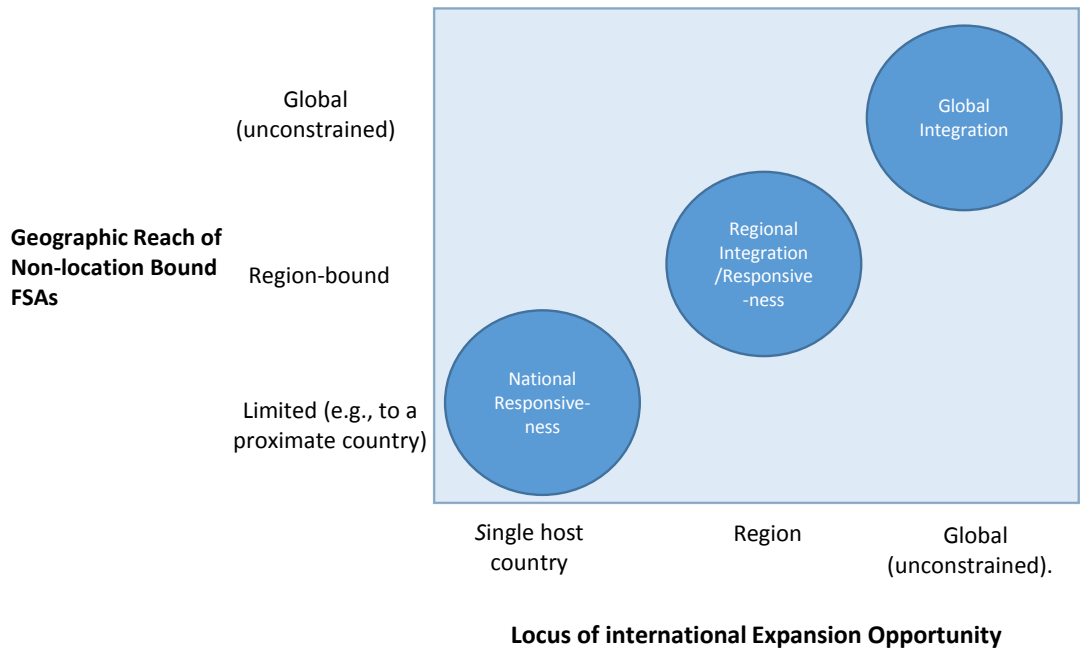 Global
(unconstrained)
Global
Integration
Geographic Reach of
Non-location Bound
FSAs
Region-bound
Regional
Integration
/Responsive
-ness
Limited (e.g., to a
proximate country)
National
Responsive-
ness
Single host
country
Region
Global
(unconstrained).
Locus of international Expansion Opportunity